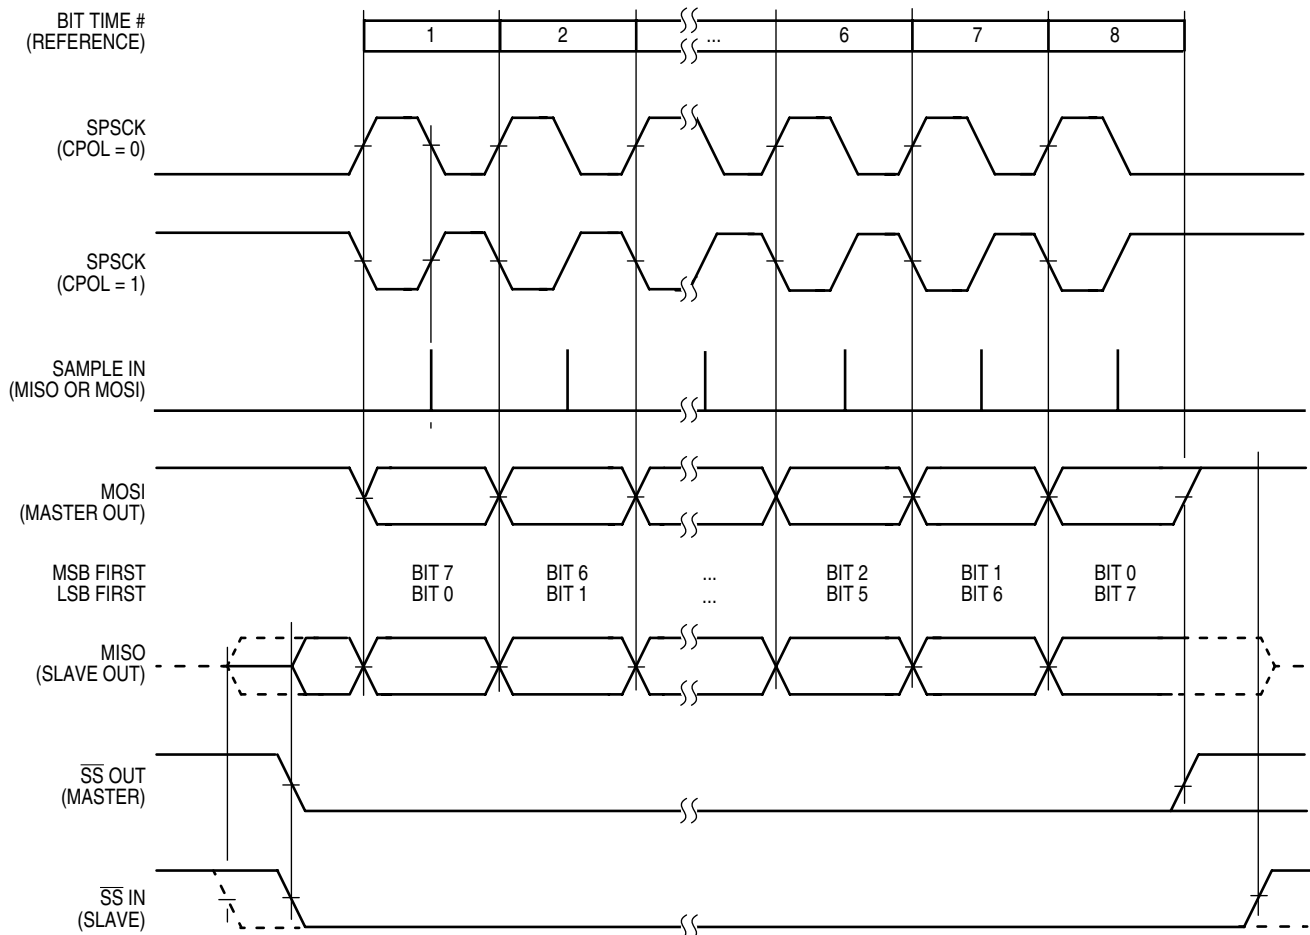 BIT TIME #
(REFERENCE)
1 2 ... 6 7 8
SPSCK
(CPOL = 0)
SPSCK
(CPOL = 1)
SAMPLE IN
(MISO OR MOSI)
MOSI
(MASTER OUT)
MSB FIRST BIT 7 BIT 6 ... BIT 2 BIT 1 BIT 0
LSB FIRST BIT 0 BIT 1 ... BIT 5 BIT 6 BIT 7
MISO
(SLAVE OUT)
S̅S̅ OUT
(MASTER)
S̅S̅ IN
(SLAVE)